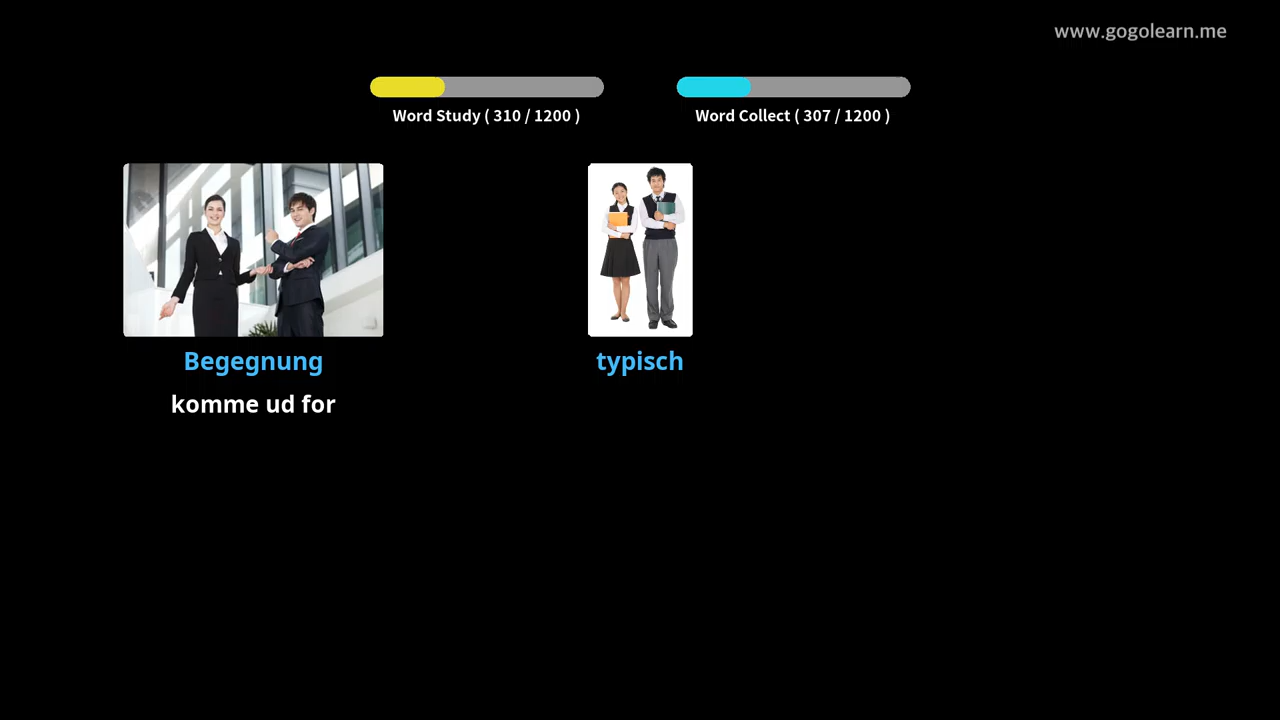 www.gogolearn.me
Word Study ( 310 / 1200 )
Word Collect ( 307 / 1200 )
Begegnung
typisch
komme ud for